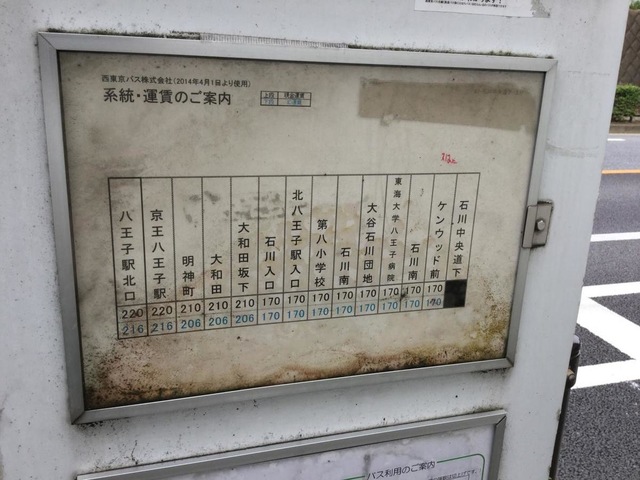 西東京バス株式会社(2014年4月1日より使用)
系統・運賃のご案内
上段 現金運賃
八王子駅北口 220 216
京王八王子駅 220 216
明神町 210 206
大和田 210 206
大和田坂下 210 206
石川入口 170 170
北八王子駅入口 170 170
第八小学校 170 170
石川南 170 170
大谷石川団地 170 170
東海大学八王子病院 170 170
石川南 170 170
ケンウッド前 170 170
石川中央道下
バス利用のご案内